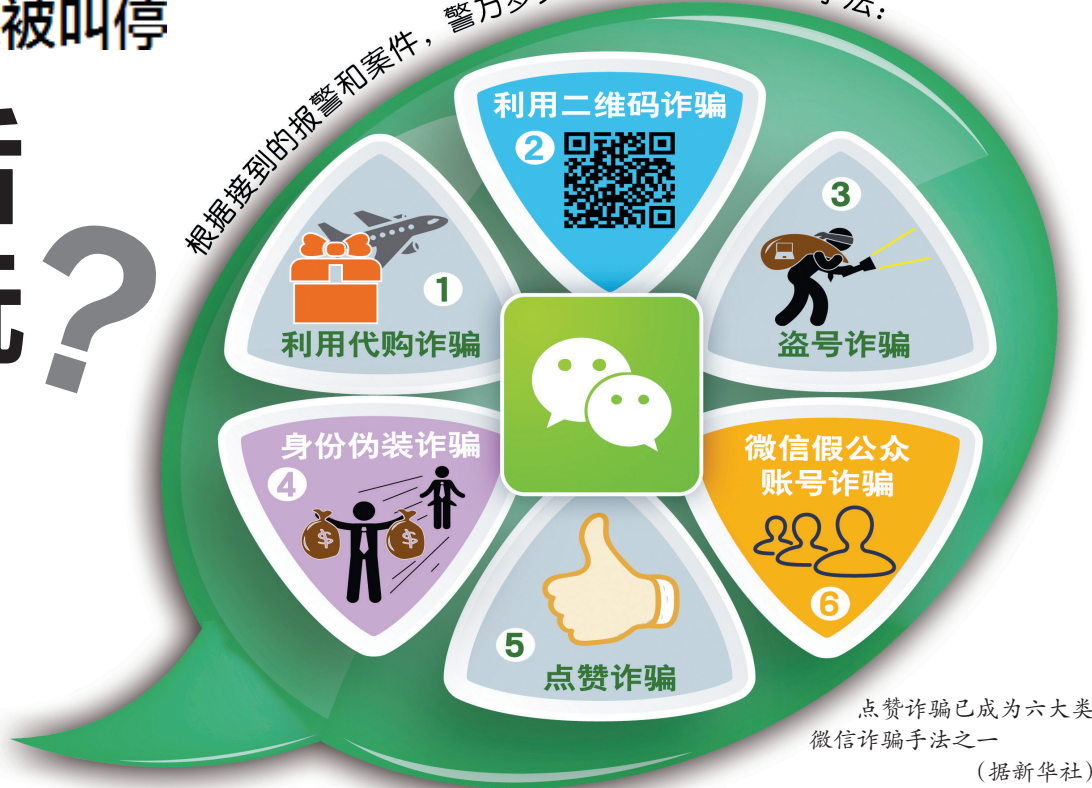 被叫停
?
根据接到的报警和案件，警方
法：
1
利用代购诈骗
利用二维码诈骗
2
3
盗号诈骗
身份伪装诈骗
4
$
$
5
点赞诈骗
微信假公众
账号诈骗
6
点赞诈骗已成为六大类
微信诈骗手法之一
（据新华社）